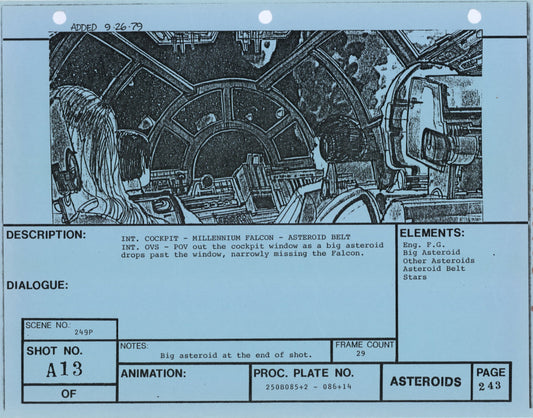 ADDED 9·26·79
DESCRIPTION:
INT. COCKPIT - MILLENNIUM FALCON - ASTEROID BELT
INT. OVS - POV out the cockpit window as a big asteroid
drops past the window, narrowly missing the Falcon.
ELEMENTS:
Eng. F.G.
Big Asteroid
Other Asteroids
Asteroid Belt
Stars
DIALOGUE:
SCENE NO.
249P
SHOT NO.
A13
OF
NOTES:
Big asteroid at the end of shot.
FRAME COUNT
29
ANIMATION:
PROC. PLATE NO.
2508085+2 - 086+14
ASTEROIDS
PAGE
243